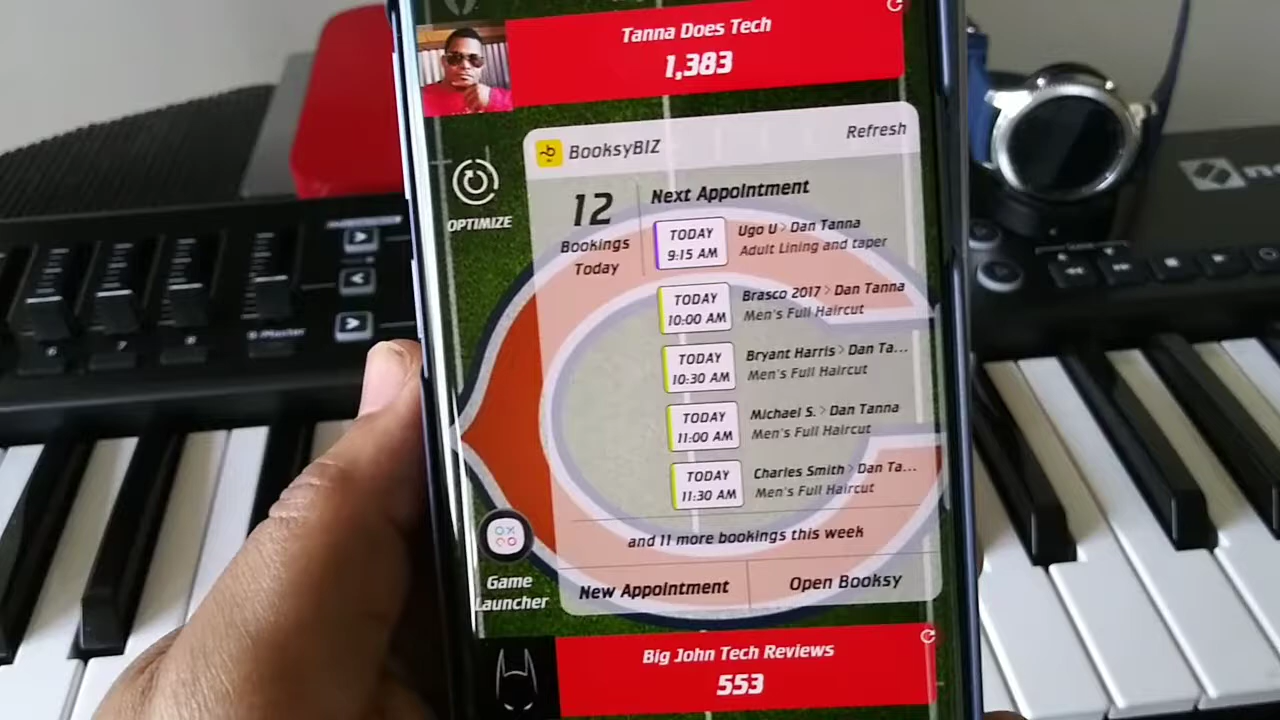 Tanna Does Tech
1,383
BooksyBIZ
Refresh
OPTIMIZE
12
Bookings
Today
Next Appointment
TODAY
9:15 AM
Ugo U > Dan Tanna
Adult Lining and taper
TODAY
10:00 AM
Brasco 2017 > Dan Tanna
Men's Full Haircut
TODAY
10:30 AM
Bryant Harris > Dan Ta...
Men's Full Haircut
TODAY
11:00 AM
Michael S. > Dan Tanna
Men's Full Haircut
TODAY
11:30 AM
Charles Smith > Dan Ta...
Men's Full Haircut
and 11 more bookings this week
New Appointment
Open Booksy
Game
Launcher
Big John Tech Reviews
553
6
7
8